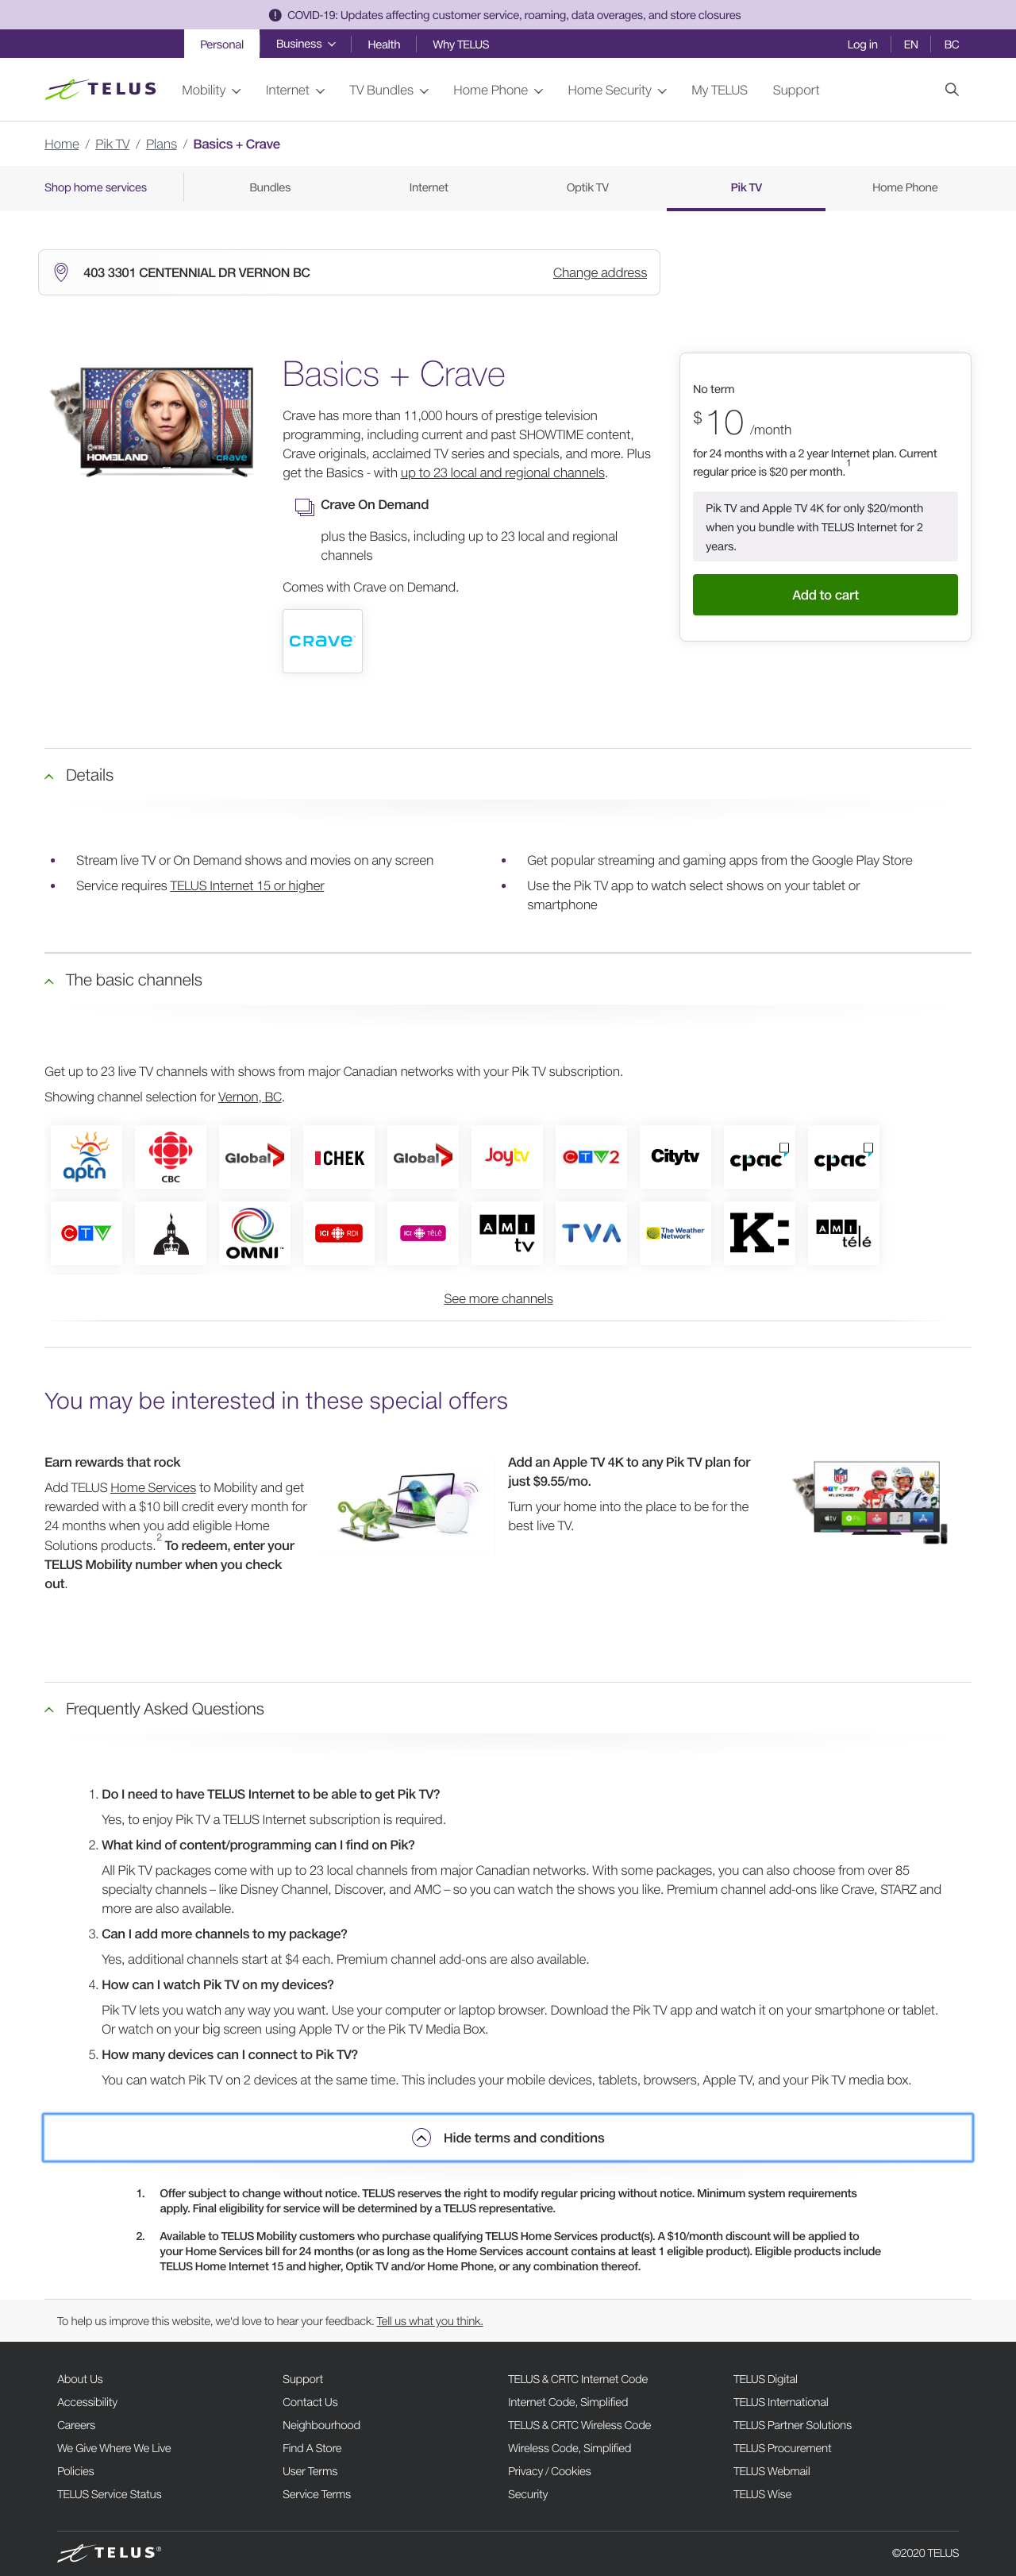 COVID-19: Updates affecting customer service, roaming, data overages, and store closures
Personal Business Health Why TELUS Log in EN BC
TELUS Mobility Internet TV Bundles Home Phone Home Security My TELUS Support
Home / Pik TV / Plans / Basics + Crave
Shop home services Bundles Internet Optik TV Pik TV Home Phone
403 3301 CENTENNIAL DR VERNON BC Change address
SHOWTIME HOMELAND CRAVE
Basics + Crave
Crave has more than 11,000 hours of prestige television
programming, including current and past SHOWTIME content,
Crave originals, acclaimed TV series and specials, and more. Plus
get the Basics - with up to 23 local and regional channels.
Crave On Demand
plus the Basics, including up to 23 local and regional
channels
Comes with Crave on Demand.
CRAVE
No term
$10 /month
for 24 months with a 2 year Internet plan. Current
regular price is $20 per month.1
Pik TV and Apple TV 4K for only $20/month
when you bundle with TELUS Internet for 2
years.
Add to cart
Details
Stream live TV or On Demand shows and movies on any screen
Service requires TELUS Internet 15 or higher
Get popular streaming and gaming apps from the Google Play Store
Use the Pik TV app to watch select shows on your tablet or
smartphone
The basic channels
Get up to 23 live TV channels with shows from major Canadian networks with your Pik TV subscription.
Showing channel selection for Vernon, BC.
aptn CBC Global CHEK Global Joytv CTV2 Citytv cpac cpac
CTV OMNI™ ICI RDI ICI TÉLÉ AMI tv TVA The Weather Network K: AMI télé
See more channels
You may be interested in these special offers
Earn rewards that rock
Add TELUS Home Services to Mobility and get
rewarded with a $10 bill credit every month for
24 months when you add eligible Home
Solutions products.2 To redeem, enter your
TELUS Mobility number when you check
out.
Add an Apple TV 4K to any Pik TV plan for
just $9.55/mo.
Turn your home into the place to be for the
best live TV.
NFL CTV TSN
Frequently Asked Questions
1. Do I need to have TELUS Internet to be able to get Pik TV?
Yes, to enjoy Pik TV a TELUS Internet subscription is required.
2. What kind of content/programming can I find on Pik?
All Pik TV packages come with up to 23 local channels from major Canadian networks. With some packages, you can also choose from over 85
specialty channels – like Disney Channel, Discover, and AMC – so you can watch the shows you like. Premium channel add-ons like Crave, STARZ and
more are also available.
3. Can I add more channels to my package?
Yes, additional channels start at $4 each. Premium channel add-ons are also available.
4. How can I watch Pik TV on my devices?
Pik TV lets you watch any way you want. Use your computer or laptop browser. Download the Pik TV app and watch it on your smartphone or tablet.
Or watch on your big screen using Apple TV or the Pik TV Media Box.
5. How many devices can I connect to Pik TV?
You can watch Pik TV on 2 devices at the same time. This includes your mobile devices, tablets, browsers, Apple TV, and your Pik TV media box.
Hide terms and conditions
1. Offer subject to change without notice. TELUS reserves the right to modify regular pricing without notice. Minimum system requirements
apply. Final eligibility for service will be determined by a TELUS representative.
2. Available to TELUS Mobility customers who purchase qualifying TELUS Home Services product(s). A $10/month discount will be applied to
your Home Services bill for 24 months (or as long as the Home Services account contains at least 1 eligible product). Eligible products include
TELUS Home Internet 15 and higher, Optik TV and/or Home Phone, or any combination thereof.
To help us improve this website, we'd love to hear your feedback. Tell us what you think.
About Us Support TELUS & CRTC Internet Code TELUS Digital
Accessibility Contact Us Internet Code, Simplified TELUS International
Careers Neighbourhood TELUS & CRTC Wireless Code TELUS Partner Solutions
We Give Where We Live Find A Store Wireless Code, Simplified TELUS Procurement
Policies User Terms Privacy / Cookies TELUS Webmail
TELUS Service Status Service Terms Security TELUS Wise
TELUS® ©2020 TELUS